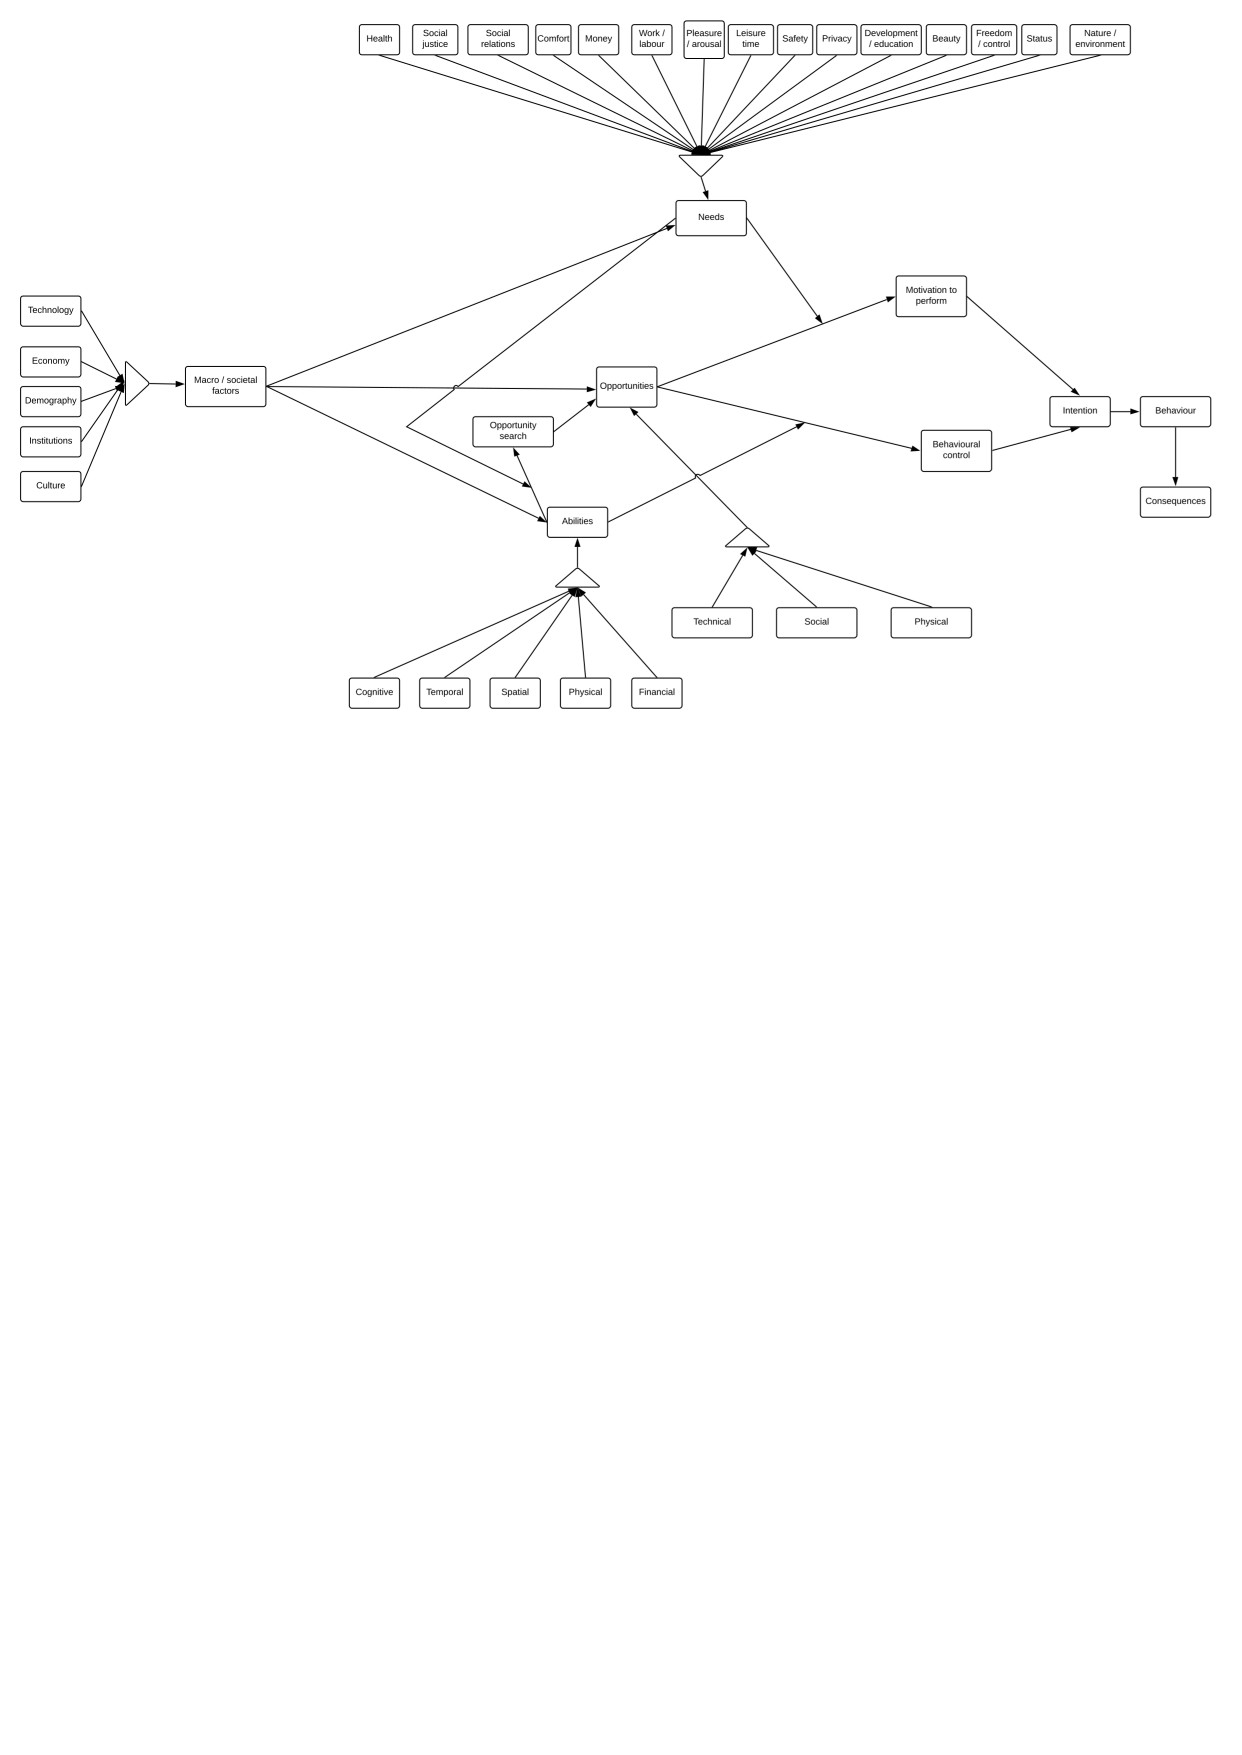 Health
Social
justice
Social
relations
Comfort
Money
Work /
labour
Pleasure
/ arousal
Leisure
time
Safety
Privacy
Development
/ education
Beauty
Freedom
/ control
Status
Nature /
environment
Needs
Technology
Economy
Demography
Institutions
Culture
Macro / societal
factors
Opportunities
Opportunity
search
Abilities
Motivation to
perform
Behavioural
control
Intention
Behaviour
Consequences
Technical
Social
Physical
Cognitive
Temporal
Spatial
Physical
Financial